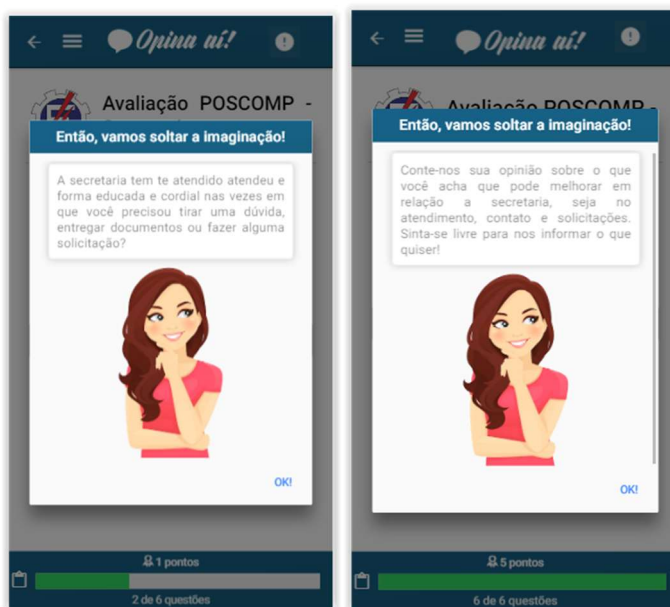 Opina aí!
Avaliação POSCOMP -
Então, vamos soltar a imaginação!
A secretaria tem te atendido atendeu e
forma educada e cordial nas vezes em
que você precisou tirar uma dúvida,
entregar documentos ou fazer alguma
solicitação?
OK!
1 pontos
2 de 6 questões
Opina aí!
Avaliação POSCOMP -
Então, vamos soltar a imaginação!
Conte-nos sua opinião sobre o que
você acha que pode melhorar em
relação a secretaria, seja no
atendimento, contato e solicitações.
Sinta-se livre para nos informar o que
quiser!
OK!
5 pontos
6 de 6 questões